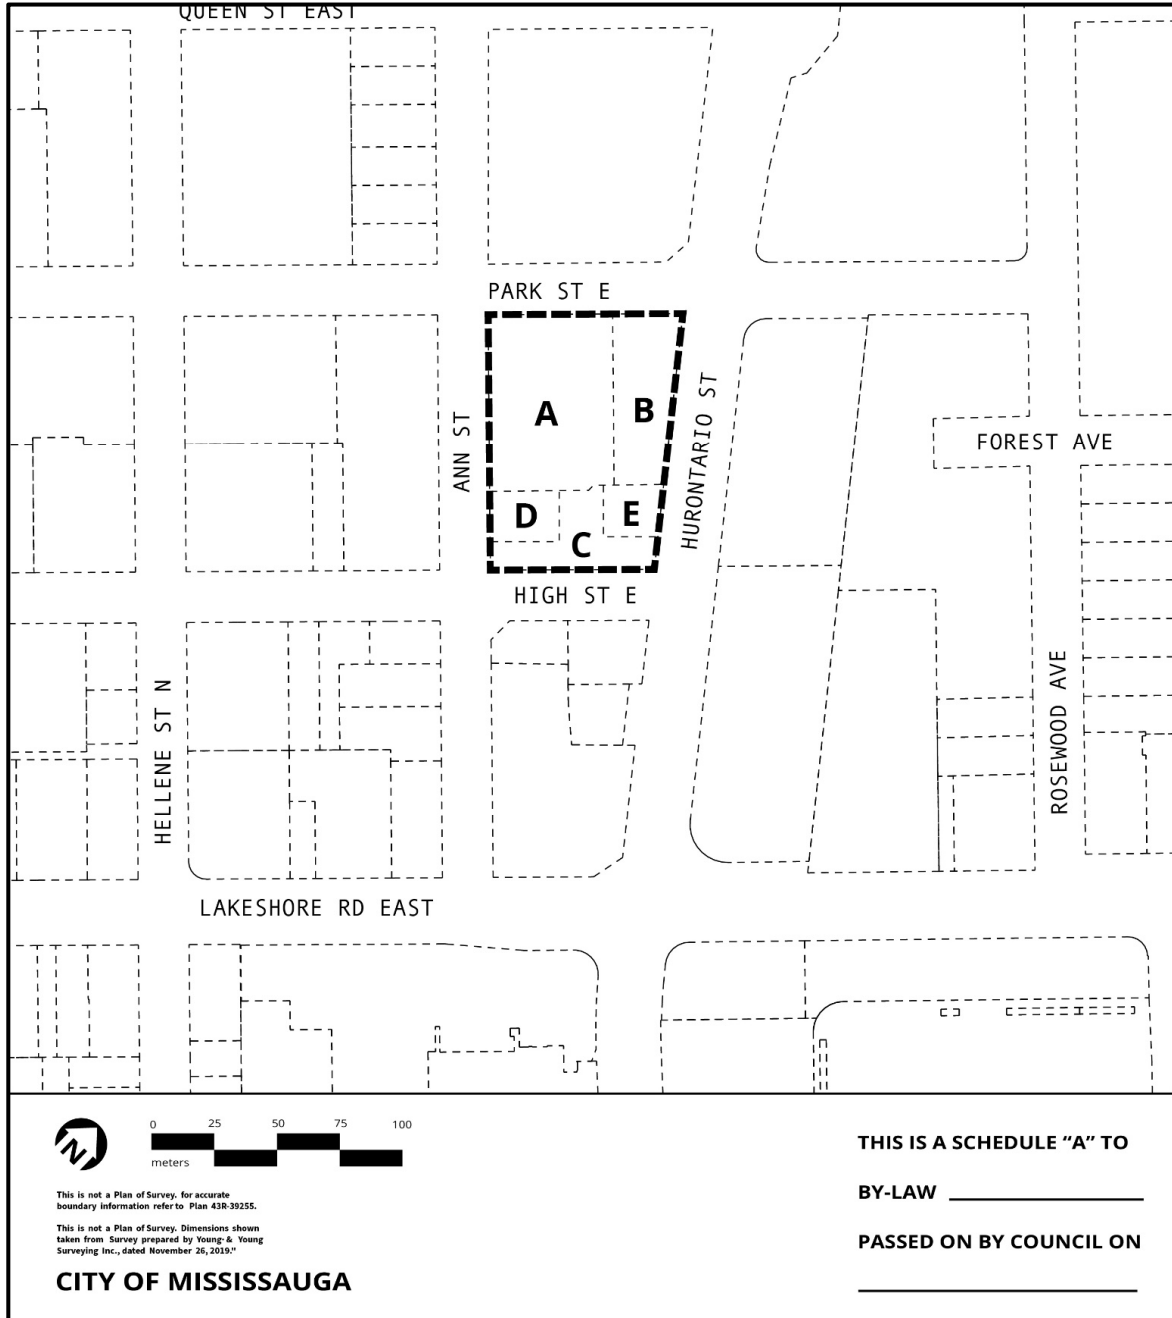 QUEEN ST EAST
PARK ST E
A
B
ANN ST
HURONTARIO ST
FOREST AVE
D
E
C
HIGH ST E
HELLENE ST N
ROSEWOOD AVE
LAKESHORE RD EAST
N
0 25 50 75 100
meters
This is not a Plan of Survey. for accurate
boundary information refer to Plan 43R-39255.
This is not a Plan of Survey. Dimensions shown
taken from Survey prepared by Young- & Young
Surveying Inc., dated November 26, 2019."
CITY OF MISSISSAUGA
THIS IS A SCHEDULE “A” TO
BY-LAW
PASSED ON BY COUNCIL ON